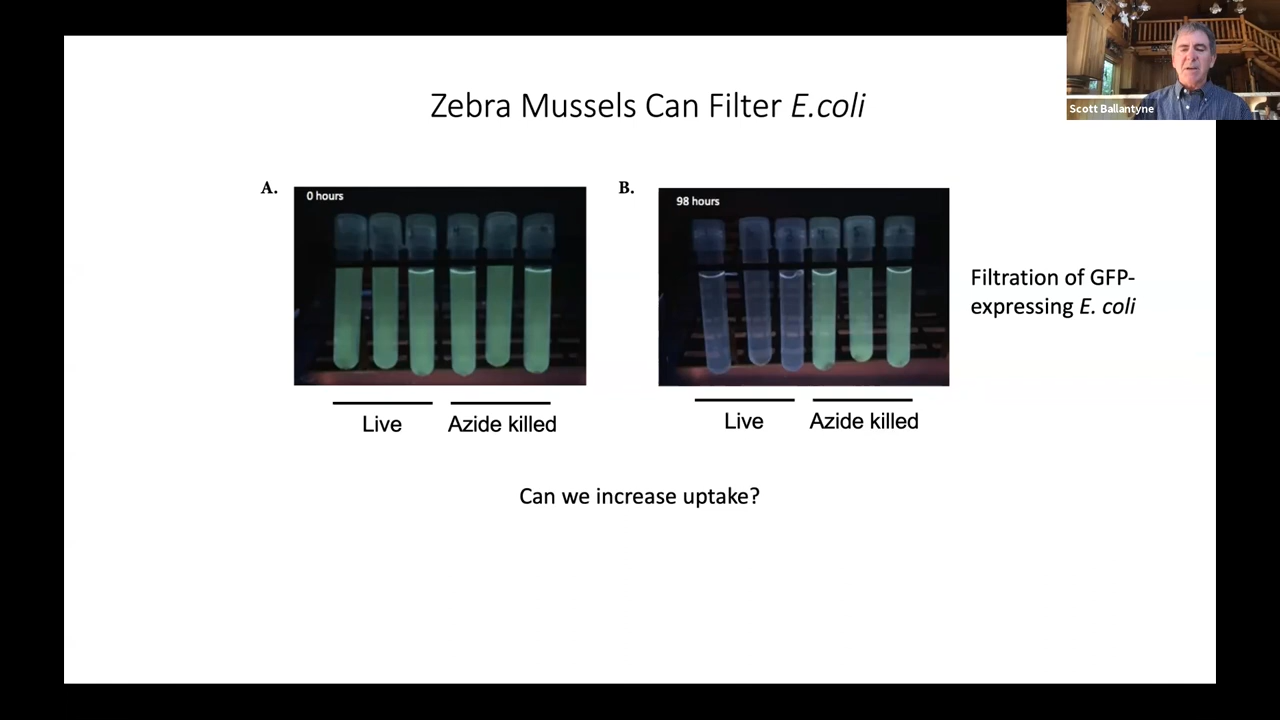 Scott Ballantyne
Zebra Mussels Can Filter E.coli
A.
0 hours
B.
98 hours
Filtration of GFP-
expressing E. coli
Live
Azide killed
Live
Azide killed
Can we increase uptake?